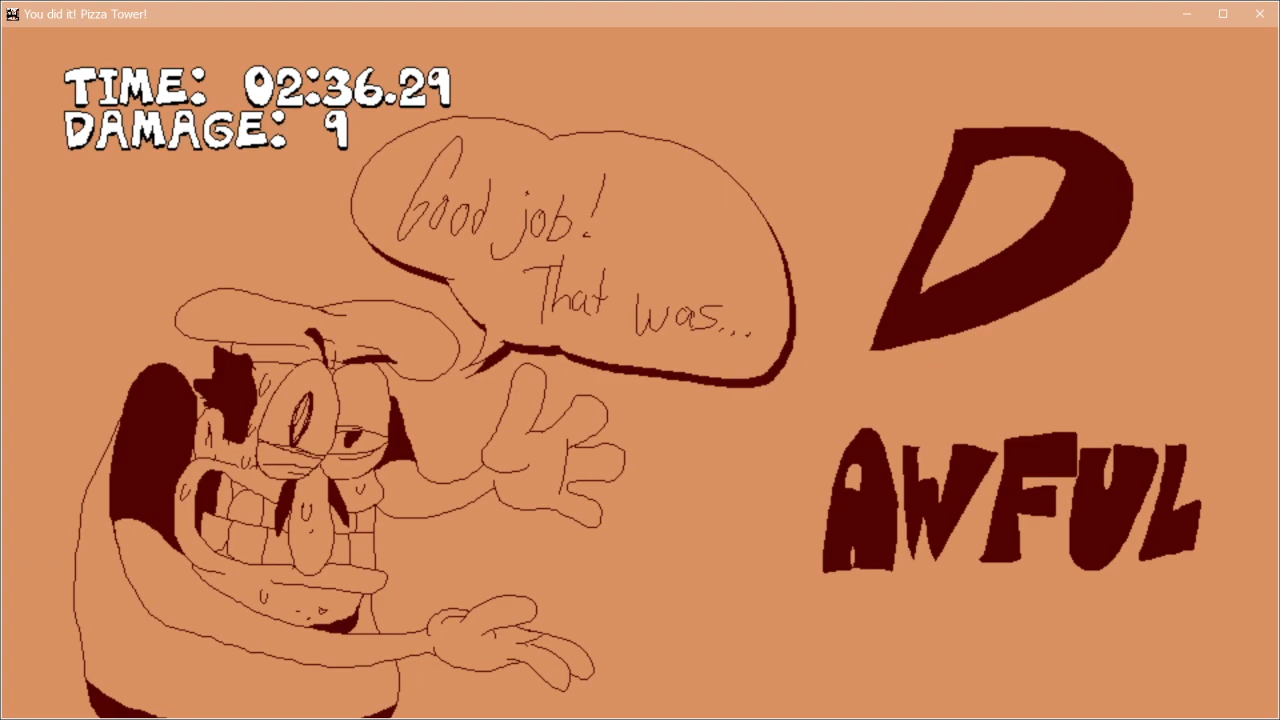 You did it! Pizza Tower!
TIME: 02:36.29
DAMAGE: 9
Good job!
That was...
D
AWFUL